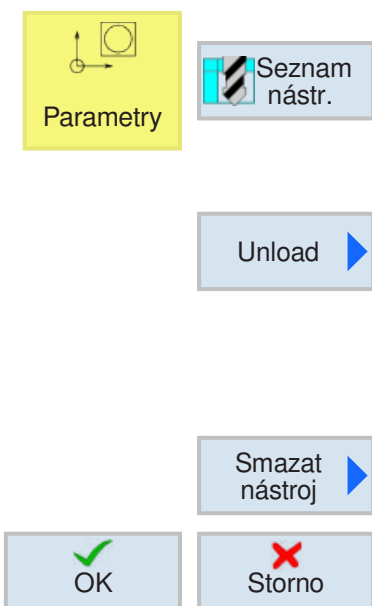 Parametry
Seznam
nástr.
Unload
Smazat
nástroj
OK
Storno